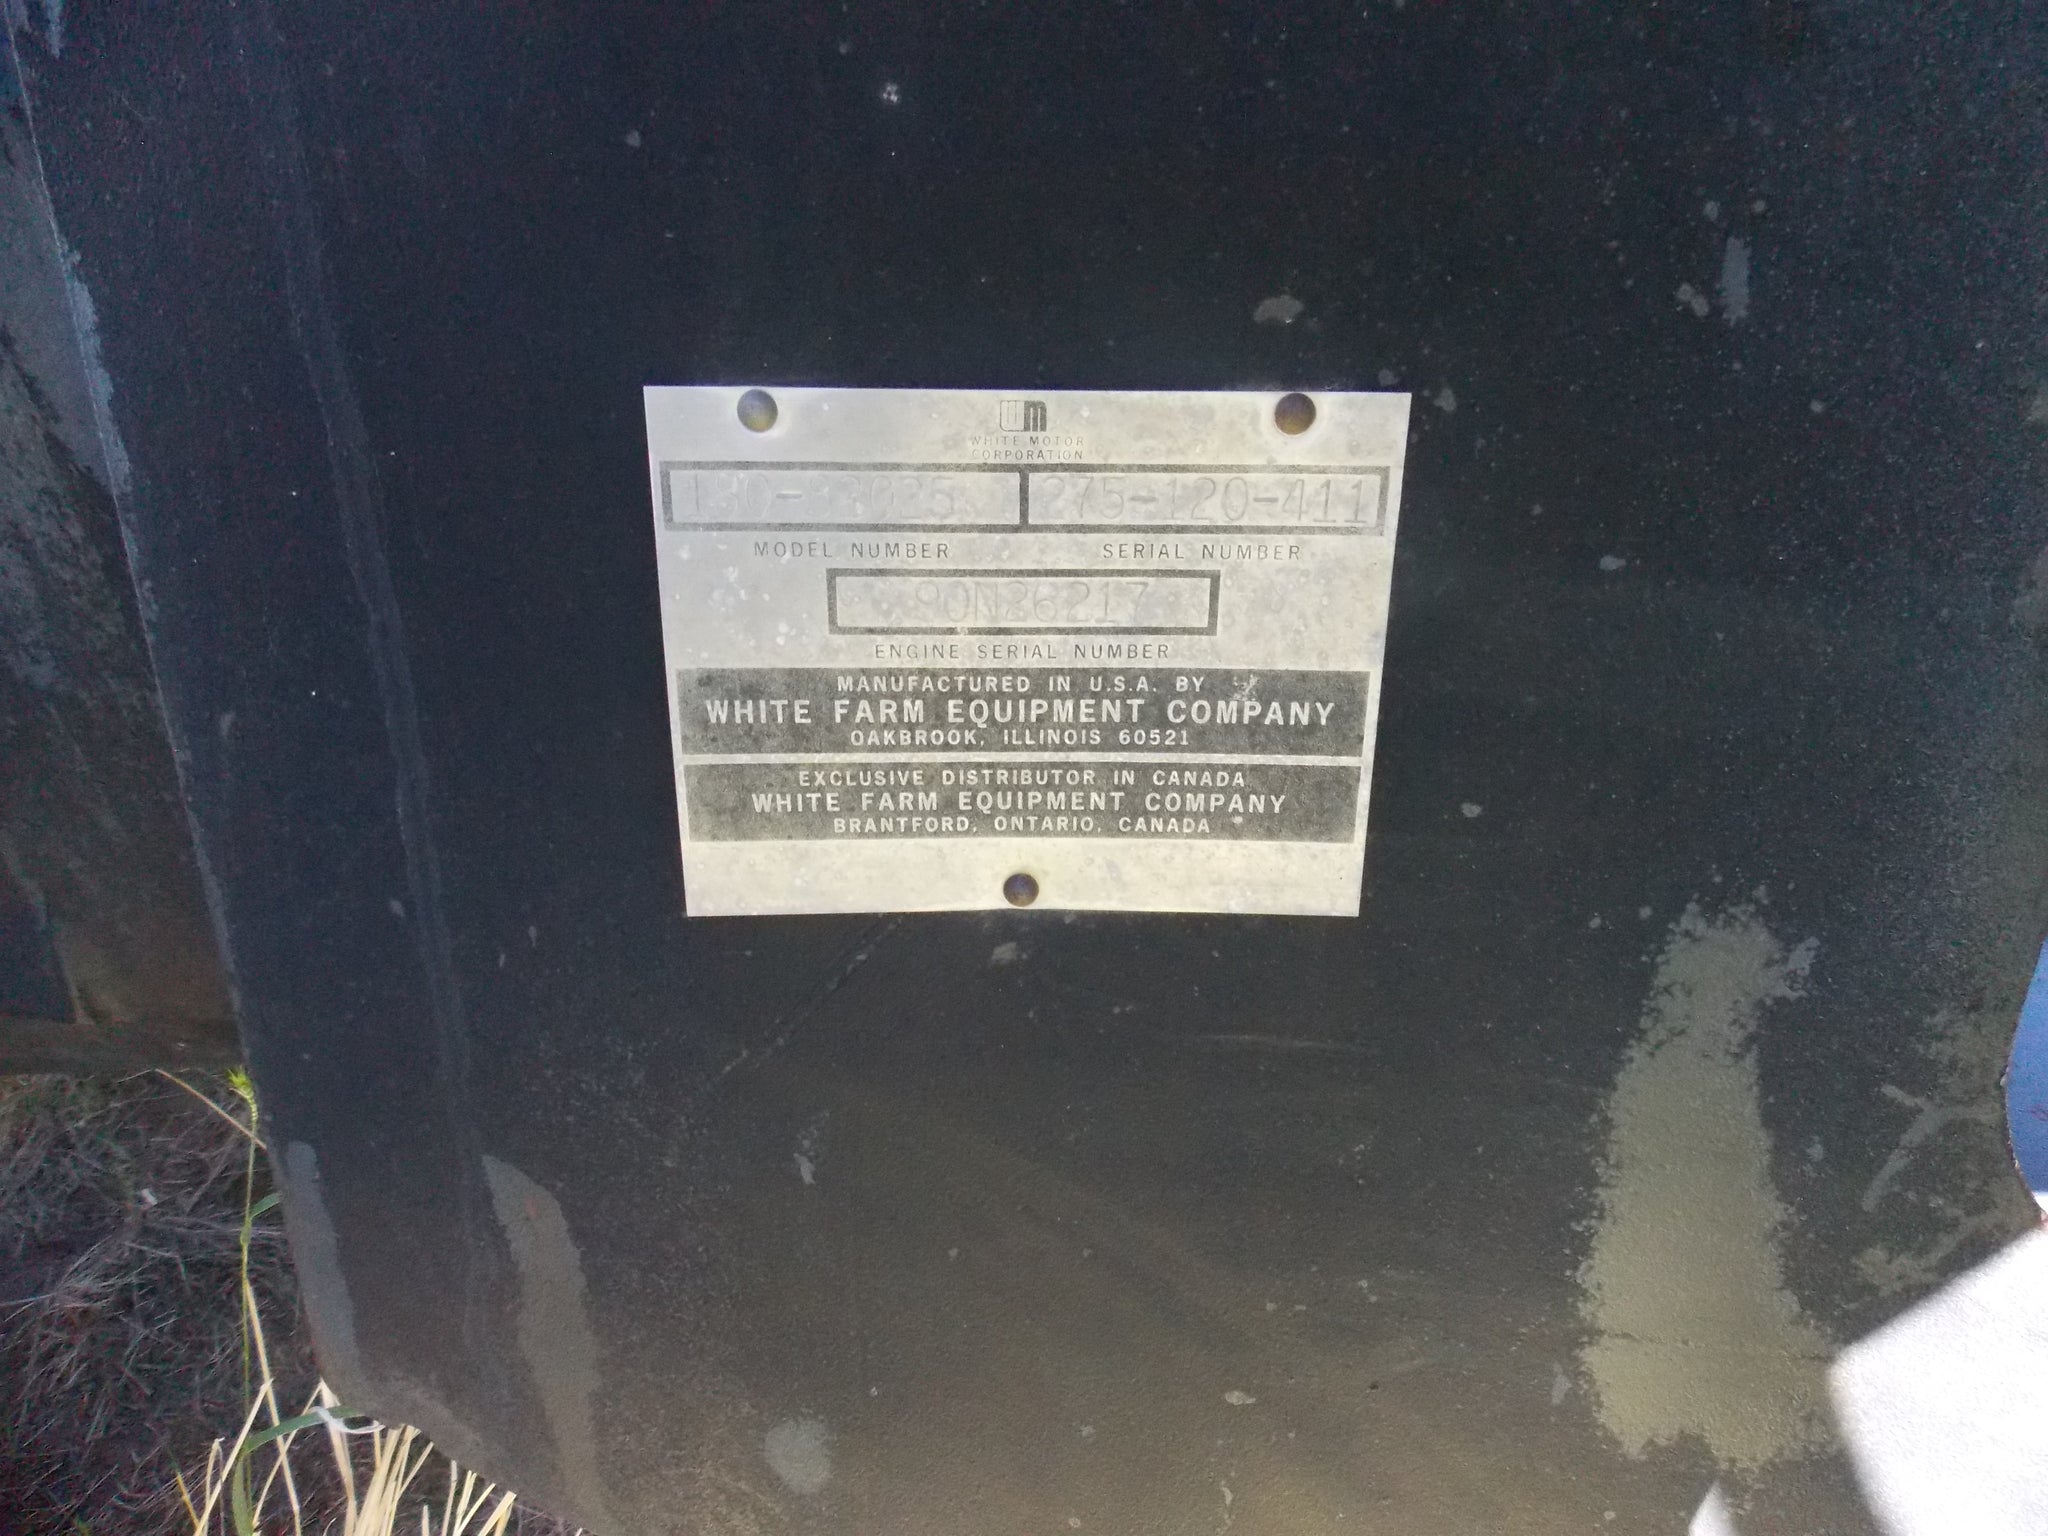 WM
WHITE MOTOR
CORPORATION
275-120-411
MODEL NUMBER SERIAL NUMBER
90N26217
ENGINE SERIAL NUMBER
MANUFACTURED IN U.S.A. BY
WHITE FARM EQUIPMENT COMPANY
OAKBROOK, ILLINOIS 60521
EXCLUSIVE DISTRIBUTOR IN CANADA
WHITE FARM EQUIPMENT COMPANY
BRANTFORD, ONTARIO, CANADA